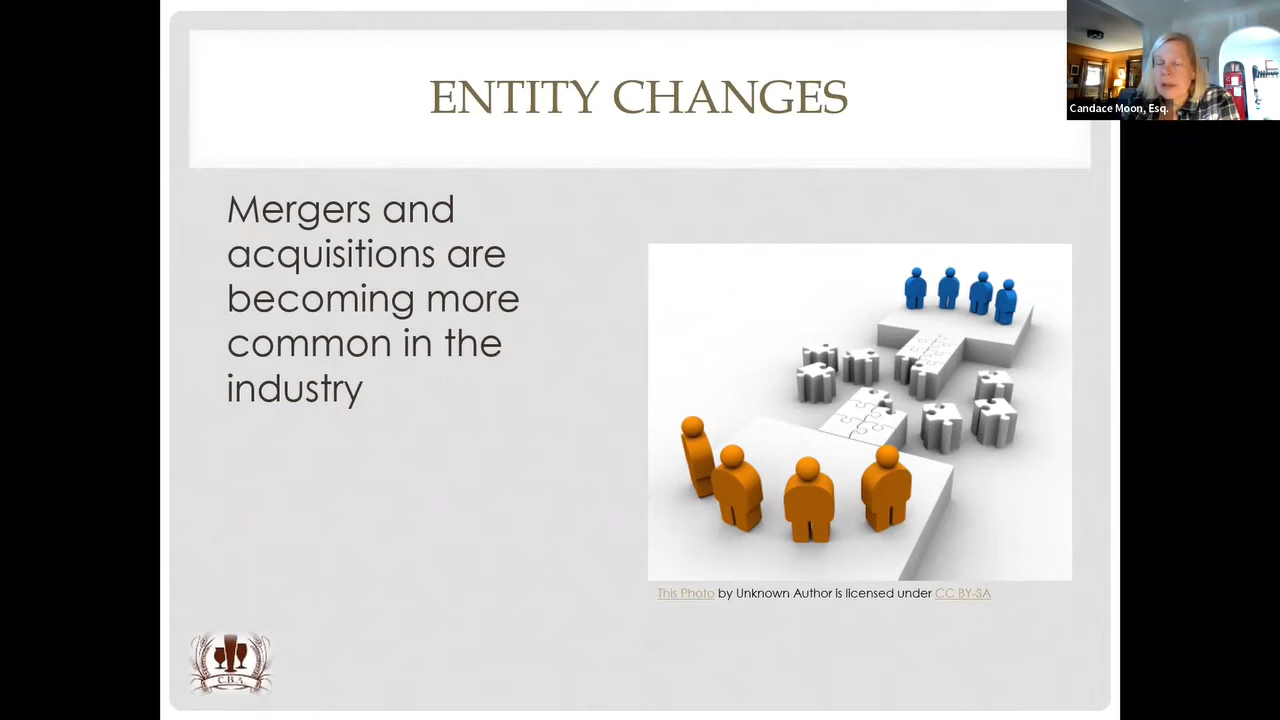 ENTITY CHANGES
Candace Moon, Esq.
Mergers and
acquisitions are
becoming more
common in the
industry
This Photo by Unknown Author is licensed under CC BY-SA
C.B.A.